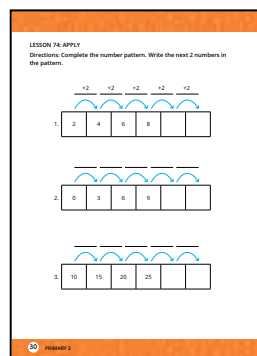 LESSON 74: APPLY
Directions: Complete the number pattern. Write the next 2 numbers in
the pattern.
+2 +2 +2 +2 +2
1. 2 4 6 8
2. 0 3 6 9
3. 10 15 20 25
30 PRIMARY 2